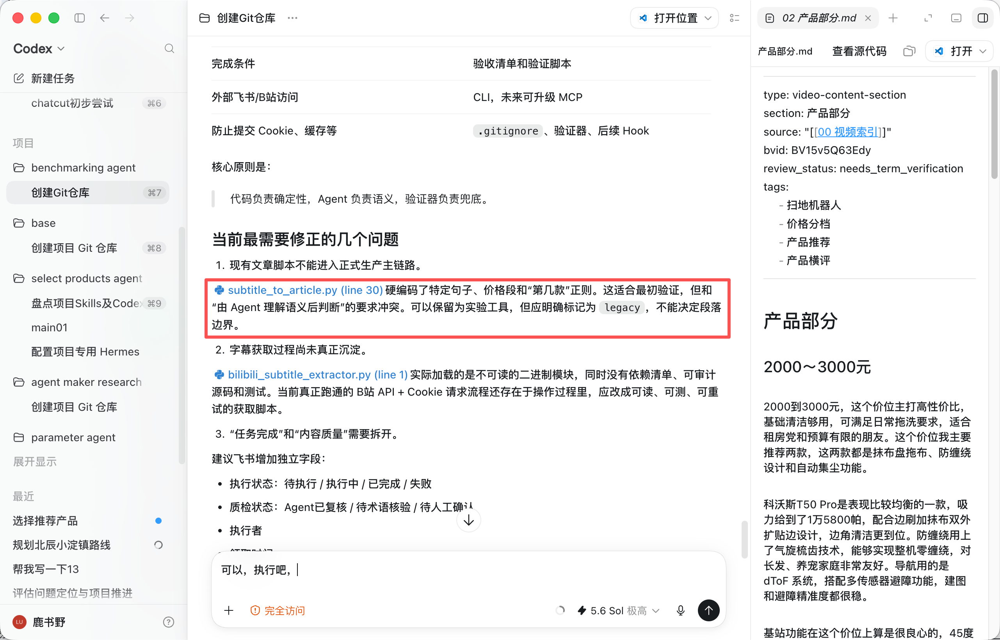 Codex
新建任务
chatcut初步尝试 ⌘6
项目
benchmarking agent
创建Git仓库 ⌘7
base
创建项目 Git 仓库 ⌘8
select products agent
盘点项目Skills及Codex ⌘9
main01
配置项目专用 Hermes
agent maker research
创建项目 Git 仓库
parameter agent
展开显示
最近
选择推荐产品
规划北辰小淀镇路线
帮我写一下13
评估问题定位与项目推进
LU 鹿书野
创建Git仓库
打开位置
完成条件 验收清单和验证脚本
外部飞书/B站访问 CLI，未来可升级 MCP
防止提交 Cookie、缓存等 .gitignore、验证器、后续 Hook
核心原则是：
代码负责确定性，Agent 负责语义，验证器负责兜底。
当前最需要修正的几个问题
1. 现有文章脚本不能进入正式生产主链路。
subtitle_to_article.py (line 30) 硬编码了特定句子、价格段和“第几款”正则。这适合最初验证，但和
“由 Agent 理解语义后判断”的要求冲突。可以保留为实验工具，但应明确标记为 legacy，不能决定段落
边界。
2. 字幕获取过程尚未真正沉淀。
bilibili_subtitle_extractor.py (line 1) 实际加载的是不可读的二进制模块，同时没有依赖清单、可审计
源码和测试。当前真正跑通的 B站 API + Cookie 请求流程还存在于操作过程里，应改成可读、可测、可重
试的获取脚本。
3. “任务完成”和“内容质量”需要拆开。
建议飞书增加独立字段：
• 执行状态：待执行 / 执行中 / 已完成 / 失败
• 质检状态：Agent已复核 / 待术语核验 / 待人工确认
• 执行者
可以，执行吧，
完全访问
5.6 Sol 极高
02 产品部分.md
产品部分.md 查看源代码 打开
type: video-content-section
section: 产品部分
source: "[[00 视频索引]]"
bvid: BV15v5Q63Edy
review_status: needs_term_verification
tags:
- 扫地机器人
- 价格分档
- 产品推荐
- 产品横评
产品部分
2000～3000元
2000到3000元，这个价位主打高性价比，
基础清洁够用，可满足日常拖洗要求，适合
租房党和预算有限的朋友。这个价位我主要
推荐两款，这两款都是抹布盘拖布、防缠绕
设计和自动集尘功能。
科沃斯T50 Pro是表现比较均衡的一款，吸
力给到了1万5800帕，配合边刷加抹布双外
扩贴边设计，边角清洁更到位。防缠绕用上
了气旋梳齿技术，能够实现整机零缠绕，对
长发、养宠家庭非常友好。导航用的是
dToF 系统，搭配多传感器避障功能，建图
和避障精准度都很稳。
基站功能在这个价位上算是很良心的，45度